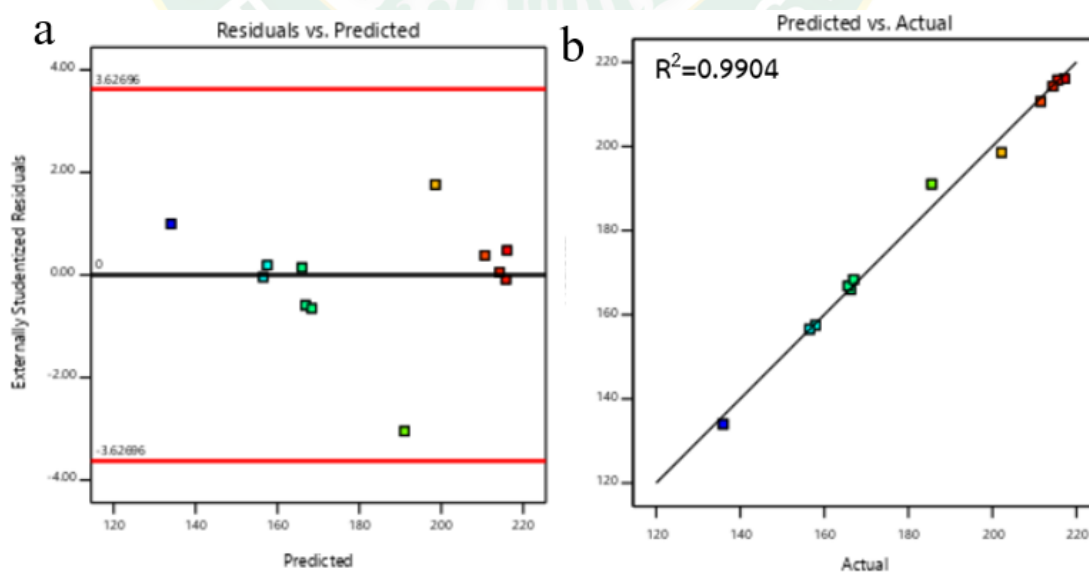 a
Residuals vs. Predicted
Externally Studentized Residuals
4.00
2.00
0.00
-2.00
-4.00
3.62696
0
-3.62696
120 140 160 180 200 220
Predicted
b
Predicted vs. Actual
R²=0.9904
220
200
180
160
140
120
120 140 160 180 200 220
Actual